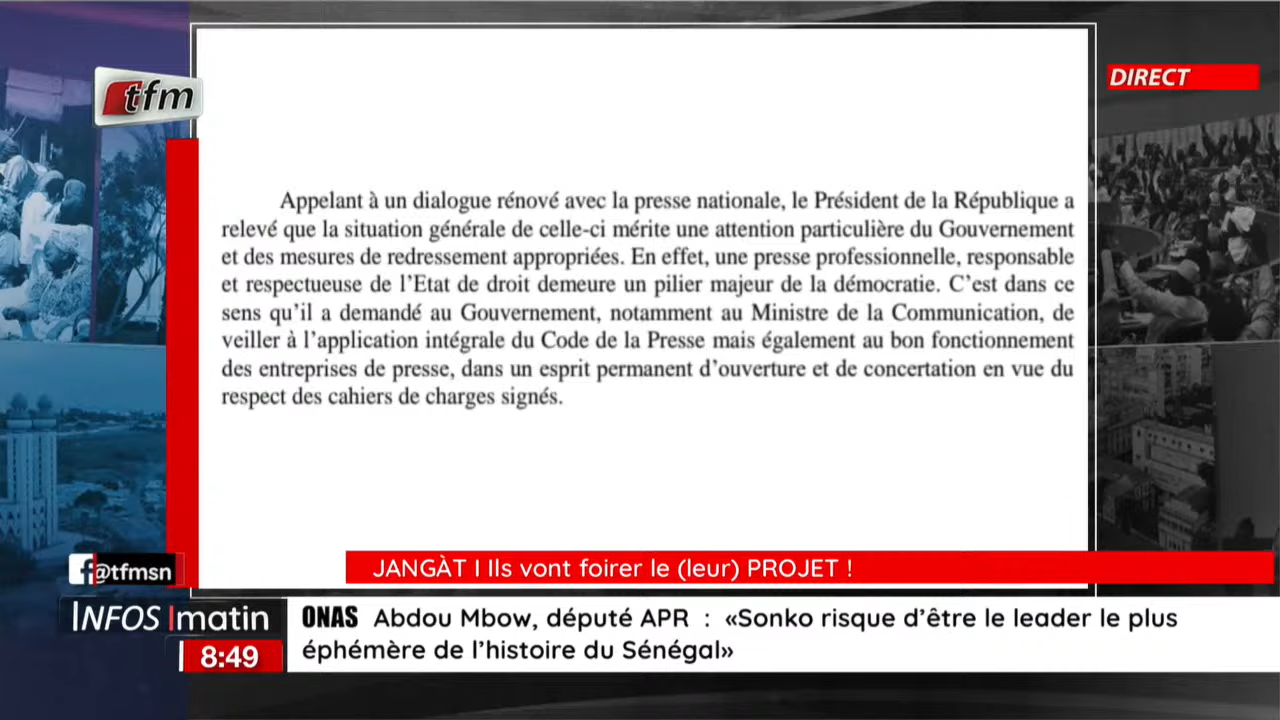 tfm
DIRECT
Appelant à un dialogue rénové avec la presse nationale, le Président de la République a
relevé que la situation générale de celle-ci mérite une attention particulière du Gouvernement
et des mesures de redressement appropriées. En effet, une presse professionnelle, responsable
et respectueuse de l’Etat de droit demeure un pilier majeur de la démocratie. C’est dans ce
sens qu’il a demandé au Gouvernement, notamment au Ministre de la Communication, de
veiller à l’application intégrale du Code de la Presse mais également au bon fonctionnement
des entreprises de presse, dans un esprit permanent d’ouverture et de concertation en vue du
respect des cahiers de charges signés.
f@tfmsn
JANGÀT I Ils vont foirer le (leur) PROJET !
INFOS matin
8:49
ONAS Abdou Mbow, député APR : «Sonko risque d’être le leader le plus
éphémère de l’histoire du Sénégal»